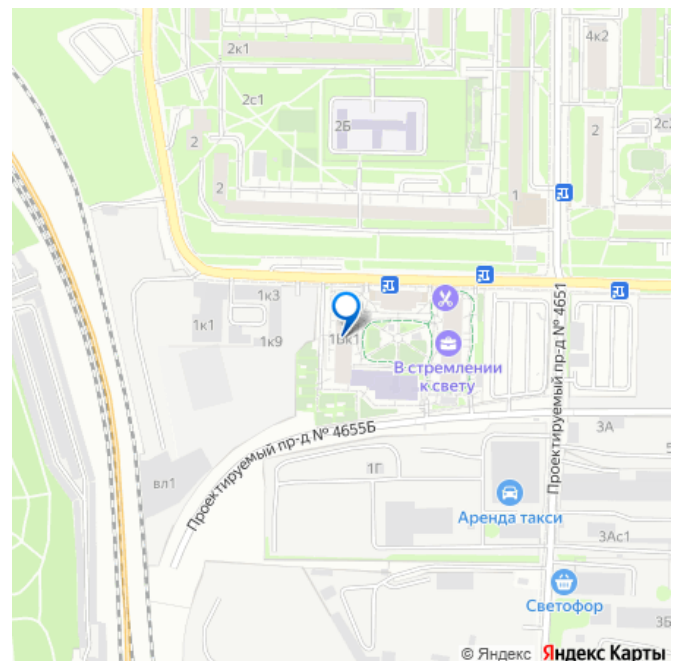 2к1
4к2
2с1
2Б
2
2
2с
2
1
1к3
1к1
1к9
1Вк1
В стремлении
к свету
Проектируемый пр-д № 4651
Проектируемый пр-д № 4655Б
3А
1Г
вл1
Аренда такси
3Ас1
Светофор
3Б
© Яндекс Яндекс Карты